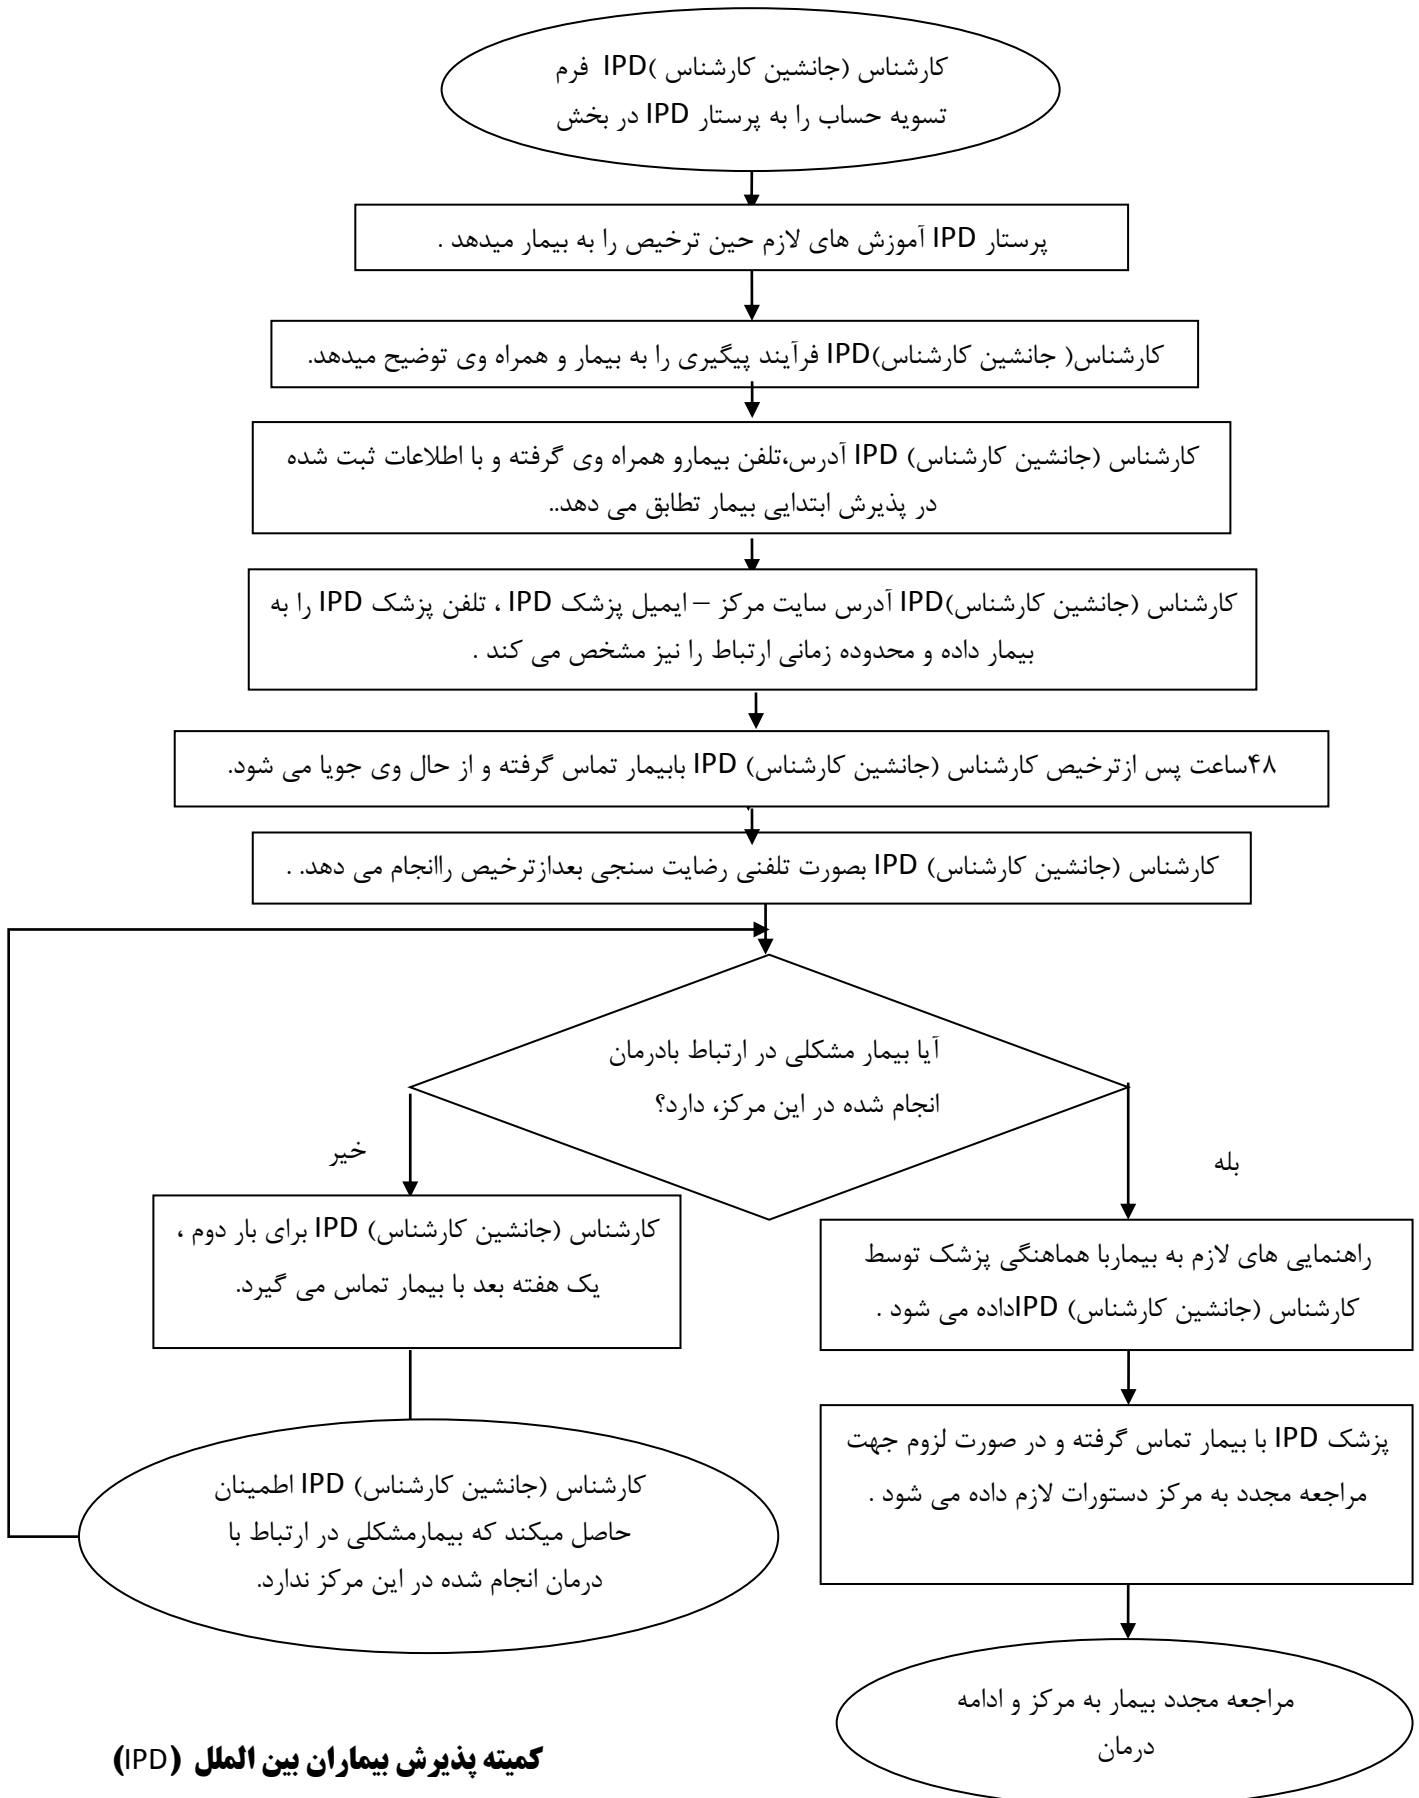 کارشناس (جانشین کارشناس )IPD فرم
تسویه حساب را به پرستار IPD در بخش
پرستار IPD آموزش های لازم حین ترخیص را به بیمار میدهد .
کارشناس( جانشین کارشناس)IPD فرآیند پیگیری را به بیمار و همراه وی توضیح میدهد.
کارشناس (جانشین کارشناس) IPD آدرس،تلفن بیمارو همراه وی گرفته و با اطلاعات ثبت شده
در پذیرش ابتدایی بیمار تطابق می دهد..
کارشناس (جانشین کارشناس)IPD آدرس سایت مرکز – ایمیل پزشک IPD ، تلفن پزشک IPD را به
بیمار داده و محدوده زمانی ارتباط را نیز مشخص می کند .
۴۸ساعت پس ازترخیص کارشناس (جانشین کارشناس) IPD بابیمار تماس گرفته و از حال وی جویا می شود.
کارشناس (جانشین کارشناس) IPD بصورت تلفنی رضایت سنجی بعدازترخیص راانجام می دهد. .
آیا بیمار مشکلی در ارتباط بادرمان
انجام شده در این مرکز، دارد؟
بله
خیر
راهنمایی های لازم به بیماربا هماهنگی پزشک توسط
کارشناس (جانشین کارشناس) IPDداده می شود .
پزشک IPD با بیمار تماس گرفته و در صورت لزوم جهت
مراجعه مجدد به مرکز دستورات لازم داده می شود .
مراجعه مجدد بیمار به مرکز و ادامه
درمان
کارشناس (جانشین کارشناس) IPD برای بار دوم ،
یک هفته بعد با بیمار تماس می گیرد.
کارشناس (جانشین کارشناس) IPD اطمینان
حاصل میکند که بیمارمشکلی در ارتباط با
درمان انجام شده در این مرکز ندارد.
کمیته پذیرش بیماران بین الملل (IPD)